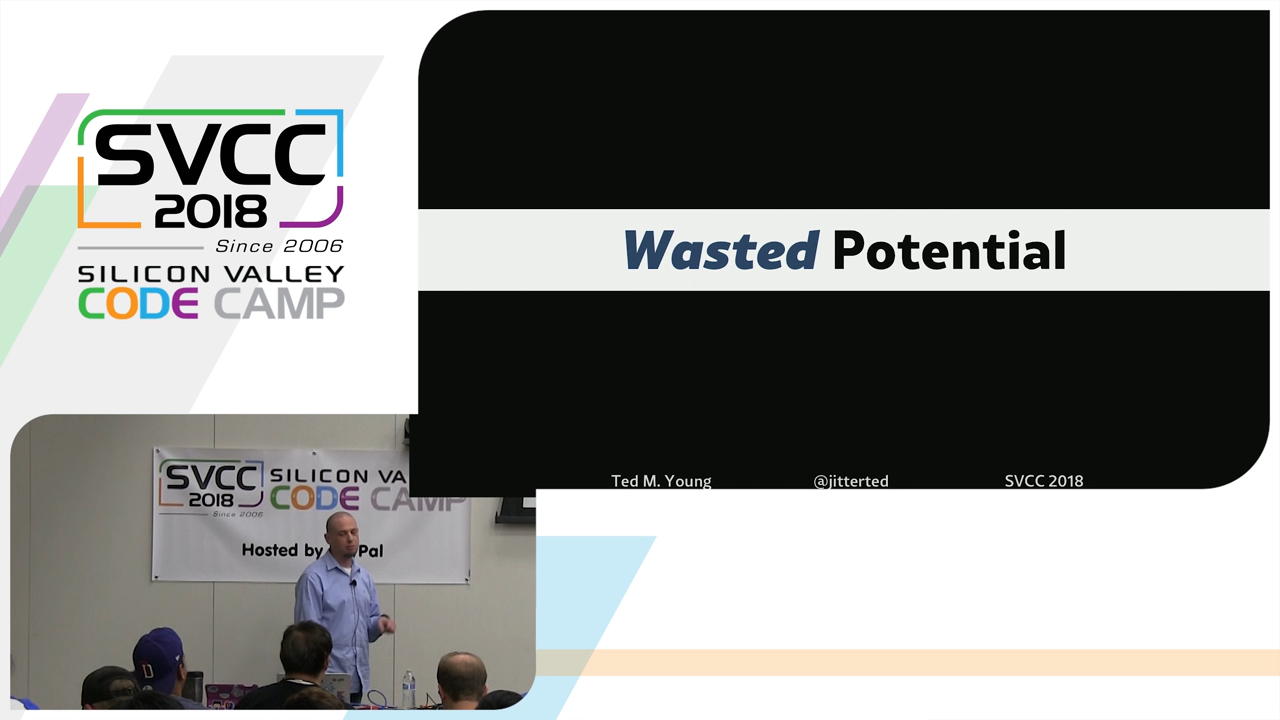 SVCC
2018
Since 2006
SILICON VALLEY
CODE CAMP
Wasted Potential
Ted M. Young
@jitterted
SVCC 2018
SVCC
2018
Since 2006
SILICON VA
CODE CAMP
Hosted by
Pal